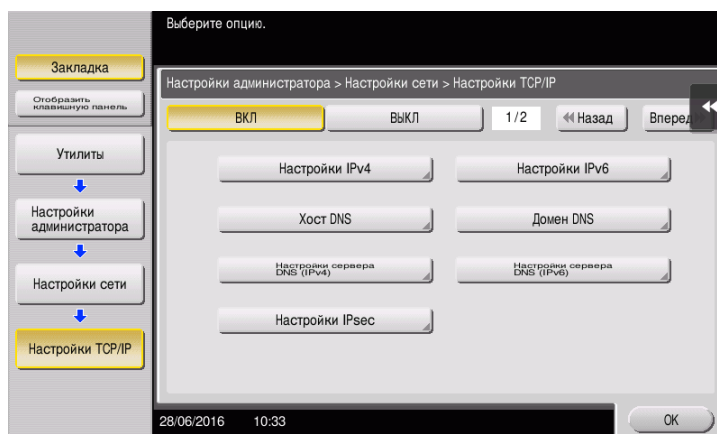 Выберите опцию.
Закладка
Отобразить
клавишную панель
Настройки администратора > Настройки сети > Настройки TCP/IP
ВКЛ
ВЫКЛ
1/2
Назад
Вперед
Утилиты
Настройки
администратора
Настройки сети
Настройки TCP/IP
Настройки IPv4
Настройки IPv6
Хост DNS
Домен DNS
Настройки сервера
DNS (IPv4)
Настройки сервера
DNS (IPv6)
Настройки IPsec
28/06/2016 10:33
OK